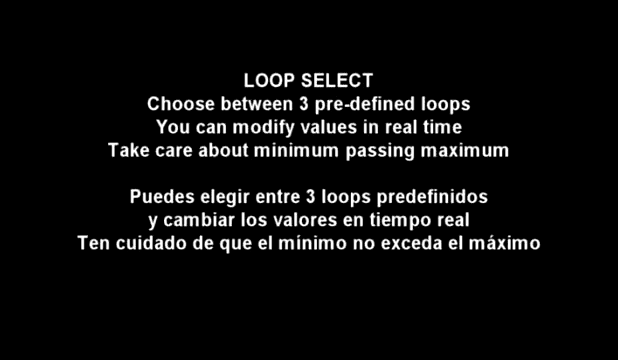 LOOP SELECT
Choose between 3 pre-defined loops
You can modify values in real time
Take care about minimum passing maximum
Puedes elegir entre 3 loops predefinidos
y cambiar los valores en tiempo real
Ten cuidado de que el mínimo no exceda el máximo